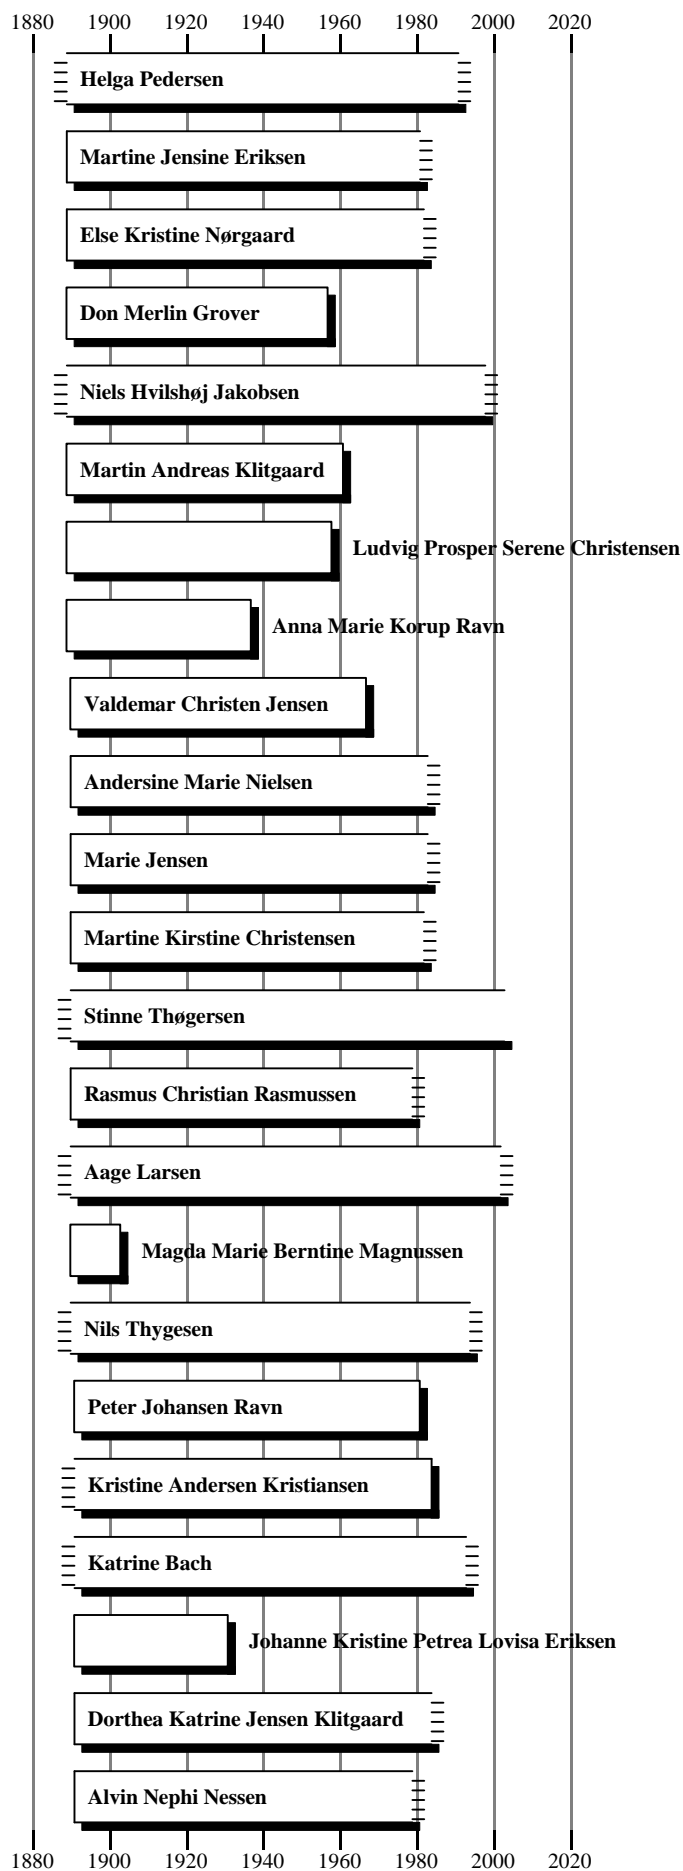 1880 1900 1920 1940 1960 1980 2000 2020
Helga Pedersen
Martine Jensine Eriksen
Else Kristine Nørgaard
Don Merlin Grover
Niels Hvilshøj Jakobsen
Martin Andreas Klitgaard
Ludvig Prosper Serene Christensen
Anna Marie Korup Ravn
Valdemar Christen Jensen
Andersine Marie Nielsen
Marie Jensen
Martine Kirstine Christensen
Stinne Thøgersen
Rasmus Christian Rasmussen
Aage Larsen
Magda Marie Berntine Magnussen
Nils Thygesen
Peter Johansen Ravn
Kristine Andersen Kristiansen
Katrine Bach
Johanne Kristine Petrea Lovisa Eriksen
Dorthea Katrine Jensen Klitgaard
Alvin Nephi Nessen
1880 1900 1920 1940 1960 1980 2000 2020